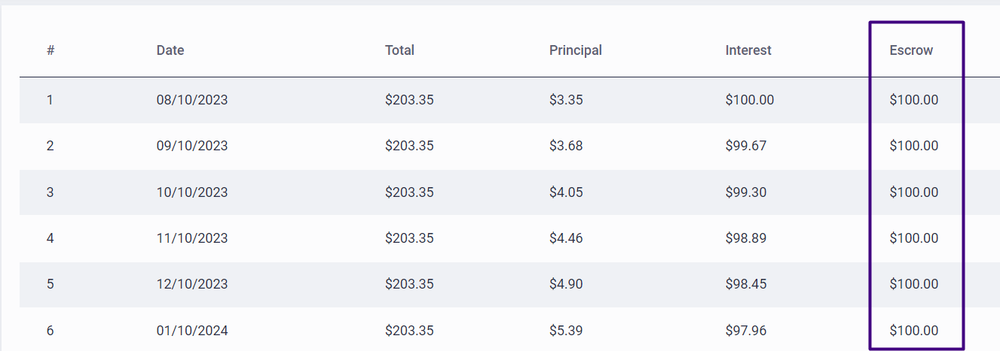 # Date Total Principal Interest Escrow
1 08/10/2023 $203.35 $3.35 $100.00 $100.00
2 09/10/2023 $203.35 $3.68 $99.67 $100.00
3 10/10/2023 $203.35 $4.05 $99.30 $100.00
4 11/10/2023 $203.35 $4.46 $98.89 $100.00
5 12/10/2023 $203.35 $4.90 $98.45 $100.00
6 01/10/2024 $203.35 $5.39 $97.96 $100.00